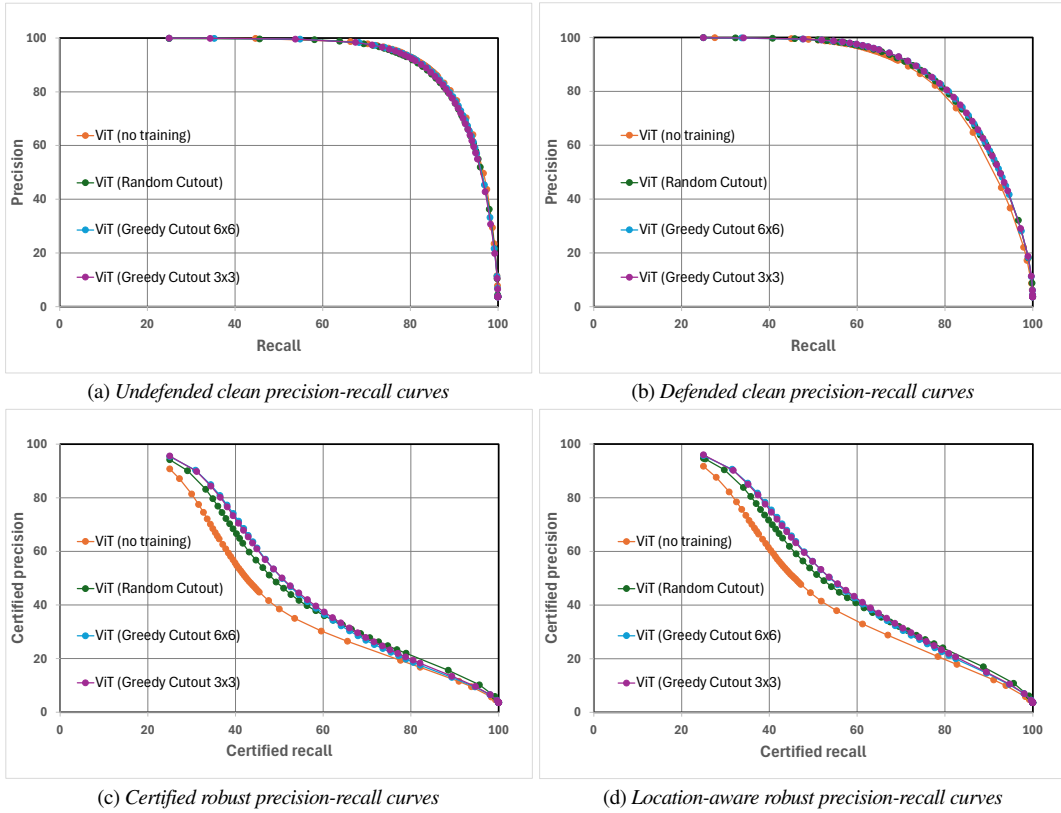 100
80
60
40
20
0
Precision
ViT (no training)
ViT (Random Cutout)
ViT (Greedy Cutout 6x6)
ViT (Greedy Cutout 3x3)
0 20 40 60 80 100
Recall
(a) Undefended clean precision-recall curves
100
80
60
40
20
0
Precision
ViT (no training)
ViT (Random Cutout)
ViT (Greedy Cutout 6x6)
ViT (Greedy Cutout 3x3)
0 20 40 60 80 100
Recall
(b) Defended clean precision-recall curves
100
80
60
40
20
0
Certified precision
ViT (no training)
ViT (Random Cutout)
ViT (Greedy Cutout 6x6)
ViT (Greedy Cutout 3x3)
0 20 40 60 80 100
Certified recall
(c) Certified robust precision-recall curves
100
80
60
40
20
0
Certified precision
ViT (no training)
ViT (Random Cutout)
ViT (Greedy Cutout 6x6)
ViT (Greedy Cutout 3x3)
0 20 40 60 80 100
Certified recall
(d) Location-aware robust precision-recall curves